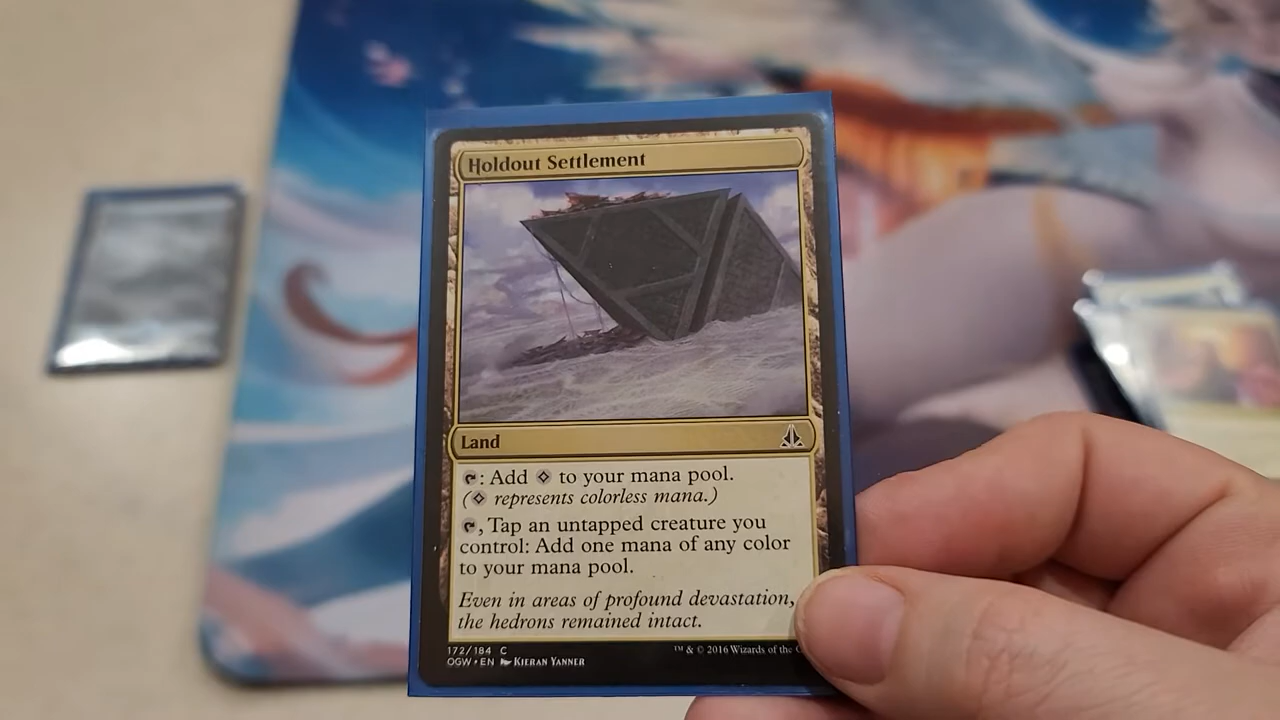 Holdout Settlement
Land
: Add to your mana pool.
( represents colorless mana.)
, Tap an untapped creature you
control: Add one mana of any color
to your mana pool.
Even in areas of profound devastation,
the hedrons remained intact.
172/184 C
OGW • EN Kieran Yanner
™ & © 2016 Wizards of the